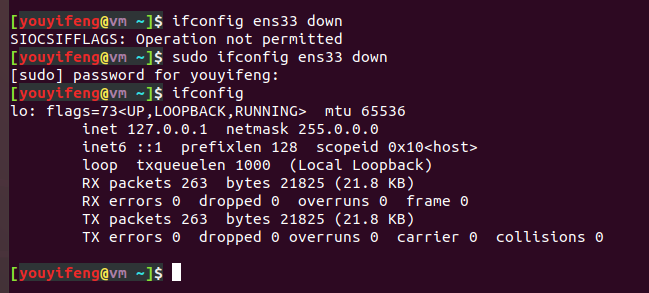 [youyifeng@vm ~]$ ifconfig ens33 down
SIOCSIFFLAGS: Operation not permitted
[youyifeng@vm ~]$ sudo ifconfig ens33 down
[sudo] password for youyifeng:
[youyifeng@vm ~]$ ifconfig
lo: flags=73<UP,LOOPBACK,RUNNING>  mtu 65536
        inet 127.0.0.1  netmask 255.0.0.0
        inet6 ::1  prefixlen 128  scopeid 0x10<host>
        loop  txqueuelen 1000  (Local Loopback)
        RX packets 263  bytes 21825 (21.8 KB)
        RX errors 0  dropped 0  overruns 0  frame 0
        TX packets 263  bytes 21825 (21.8 KB)
        TX errors 0  dropped 0 overruns 0  carrier 0  collisions 0
[youyifeng@vm ~]$